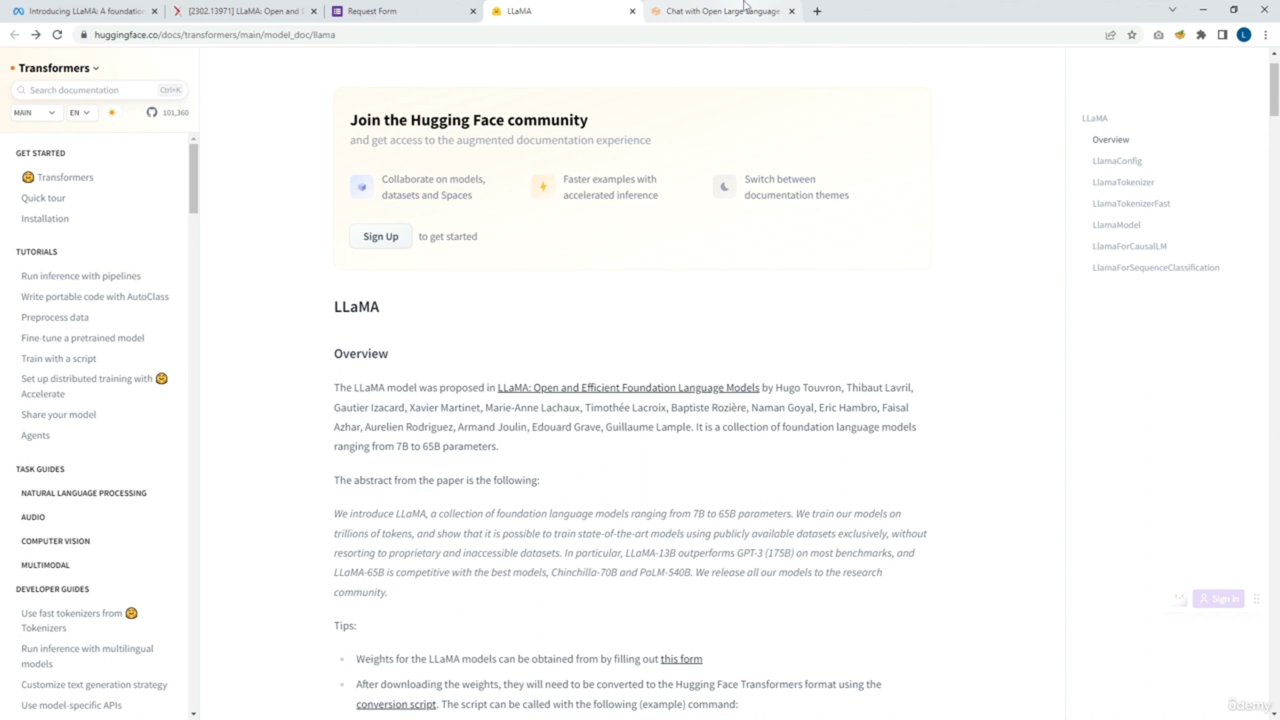 Introducing LLaMA: A foundation
[2302.13971] LLaMA: Open and E
Request Form
LLaMA
Chat with Open Large Language
huggingface.co/docs/transformers/main/model_doc/llama
L
Transformers
Search documentation
Ctrl+K
MAIN
EN
101,360
GET STARTED
Transformers
Quick tour
Installation
TUTORIALS
Run inference with pipelines
Write portable code with AutoClass
Preprocess data
Fine-tune a pretrained model
Train with a script
Set up distributed training with
Accelerate
Share your model
Agents
TASK GUIDES
NATURAL LANGUAGE PROCESSING
AUDIO
COMPUTER VISION
MULTIMODAL
DEVELOPER GUIDES
Use fast tokenizers from
Tokenizers
Run inference with multilingual
models
Customize text generation strategy
Use model-specific APIs
Join the Hugging Face community
and get access to the augmented documentation experience
Collaborate on models,
datasets and Spaces
Faster examples with
accelerated inference
Switch between
documentation themes
Sign Up
to get started
LLaMA
Overview
The LLaMA model was proposed in LLaMA: Open and Efficient Foundation Language Models by Hugo Touvron, Thibaut Lavril,
Gautier Izacard, Xavier Martinet, Marie-Anne Lachaux, Timothée Lacroix, Baptiste Rozière, Naman Goyal, Eric Hambro, Faisal
Azhar, Aurelien Rodriguez, Armand Joulin, Edouard Grave, Guillaume Lample. It is a collection of foundation language models
ranging from 7B to 65B parameters.
The abstract from the paper is the following:
We introduce LLaMA, a collection of foundation language models ranging from 7B to 65B parameters. We train our models on
trillions of tokens, and show that it is possible to train state-of-the-art models using publicly available datasets exclusively, without
resorting to proprietary and inaccessible datasets. In particular, LLaMA-13B outperforms GPT-3 (175B) on most benchmarks, and
LLaMA-65B is competitive with the best models, Chinchilla-70B and PaLM-540B. We release all our models to the research
community.
Tips:
Weights for the LLaMA models can be obtained from by filling out this form
After downloading the weights, they will need to be converted to the Hugging Face Transformers format using the
conversion script. The script can be called with the following (example) command:
LLaMA
Overview
LlamaConfig
LlamaTokenizer
LlamaTokenizerFast
LlamaModel
LlamaForCausalLM
LlamaForSequenceClassification
Sign in
ûdemy